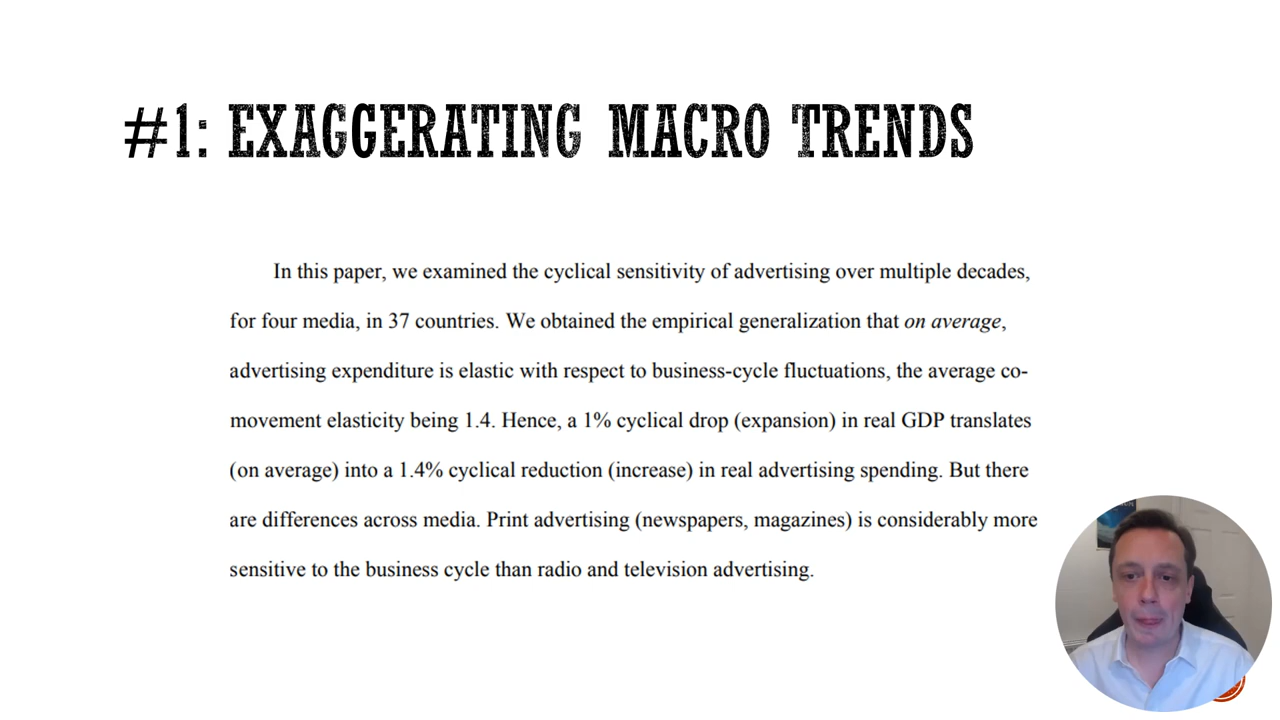 #1: EXAGGERATING MACRO TRENDS
In this paper, we examined the cyclical sensitivity of advertising over multiple decades,
for four media, in 37 countries. We obtained the empirical generalization that on average,
advertising expenditure is elastic with respect to business-cycle fluctuations, the average co-
movement elasticity being 1.4. Hence, a 1% cyclical drop (expansion) in real GDP translates
(on average) into a 1.4% cyclical reduction (increase) in real advertising spending. But there
are differences across media. Print advertising (newspapers, magazines) is considerably more
sensitive to the business cycle than radio and television advertising.